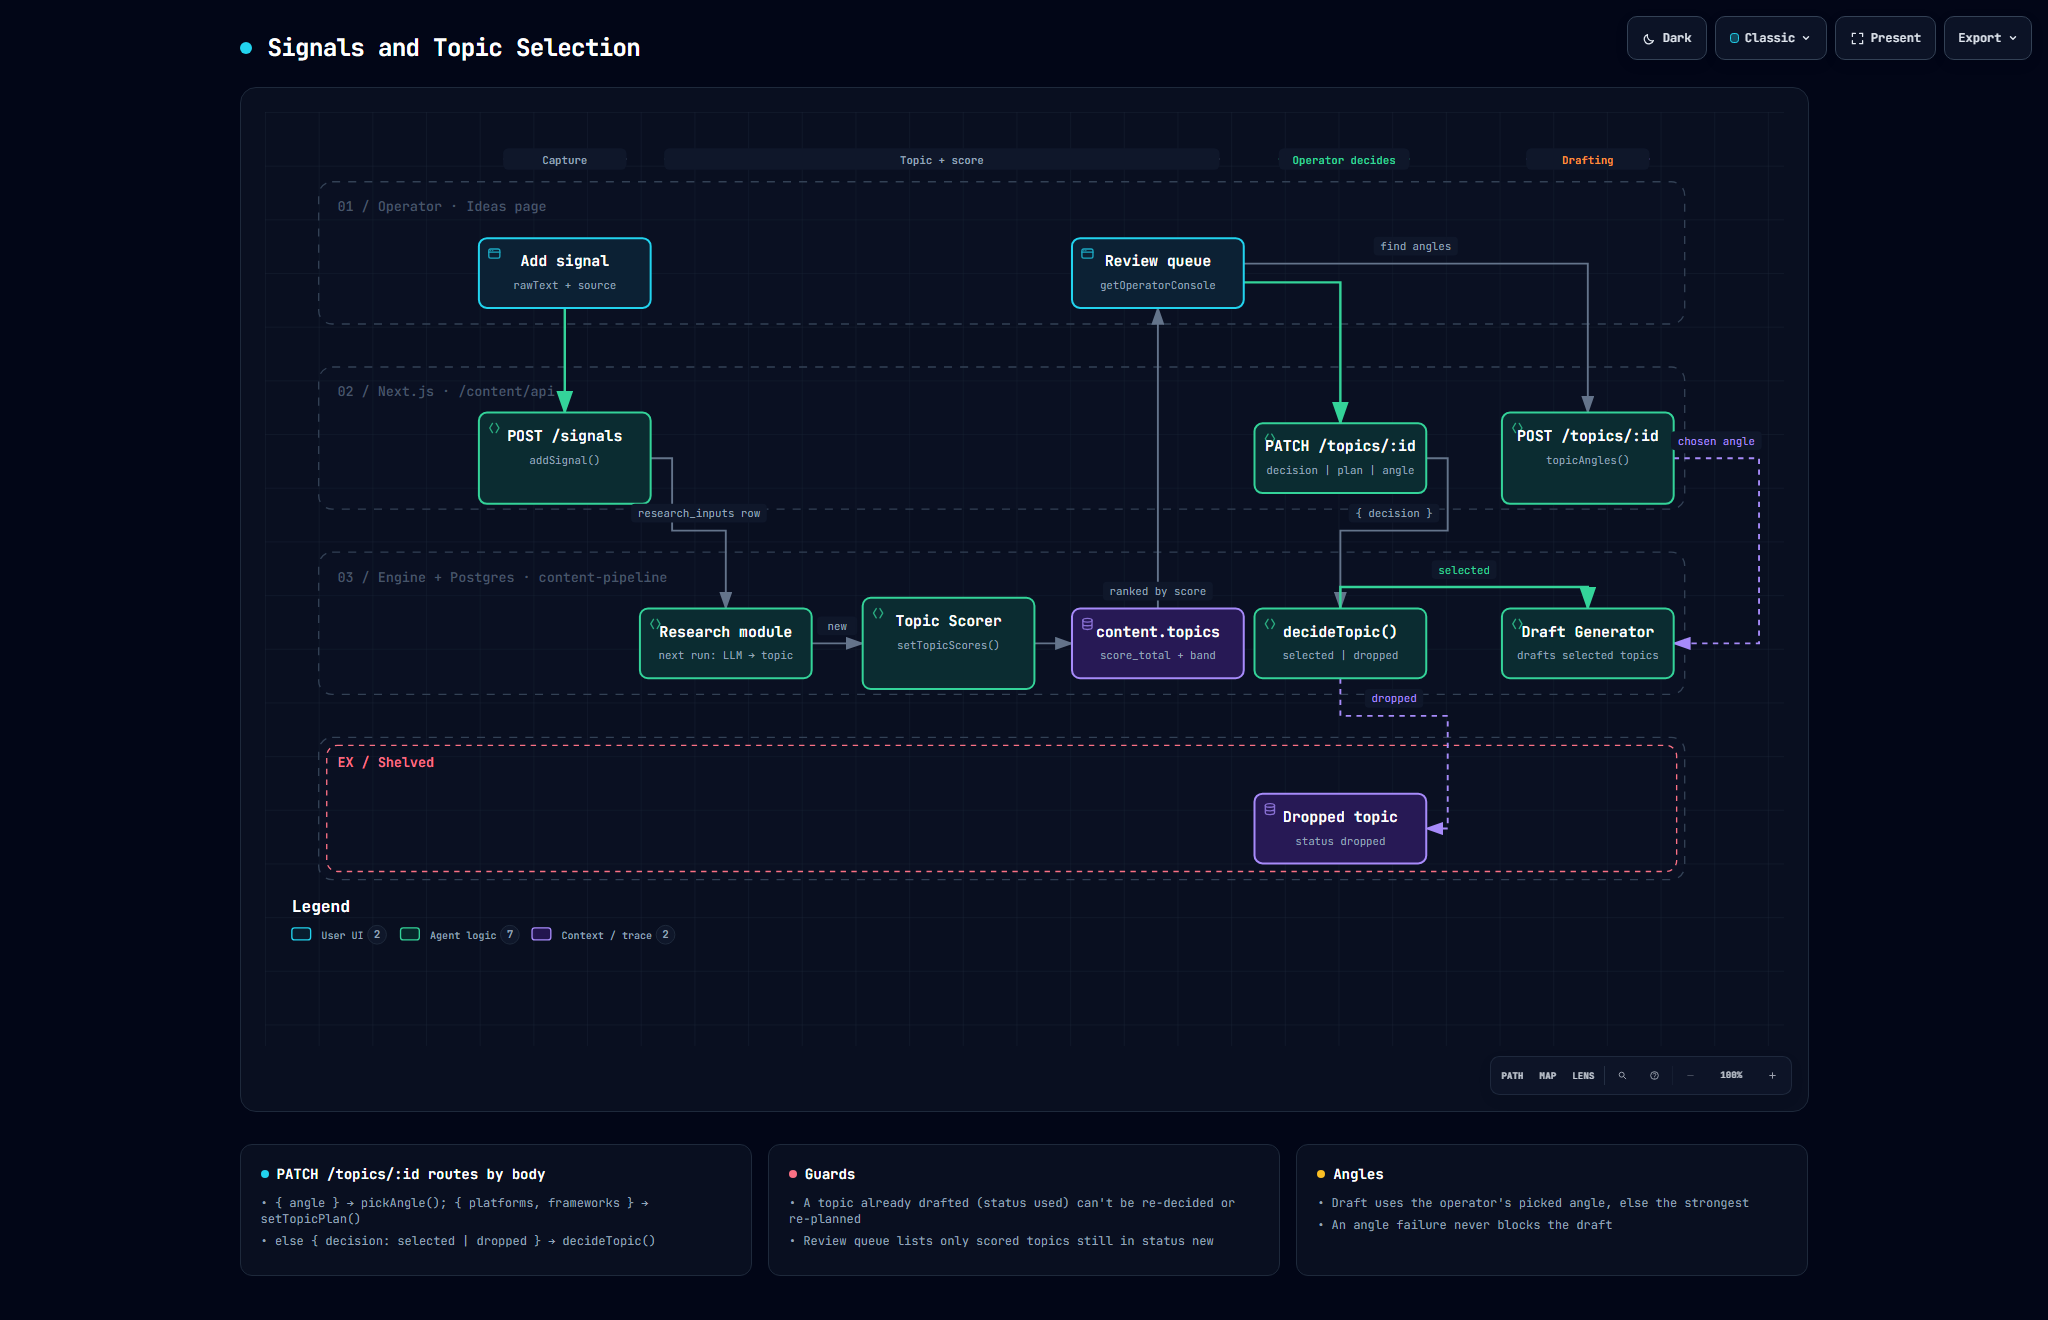 Signals and Topic Selection
Dark
Classic
Present
Export
Capture
Topic + score
Operator decides
Drafting
01 / Operator · Ideas page
Add signal
rawText + source
Review queue
getOperatorConsole
find angles
02 / Next.js · /content/api
POST /signals
addSignal()
PATCH /topics/:id
decision | plan | angle
POST /topics/:id
topicAngles()
chosen angle
research_inputs row
{ decision }
03 / Engine + Postgres · content-pipeline
selected
ranked by score
Research module
next run: LLM → topic
new
Topic Scorer
setTopicScores()
content.topics
score_total + band
decideTopic()
selected | dropped
Draft Generator
drafts selected topics
dropped
EX / Shelved
Dropped topic
status dropped
Legend
User UI 2
Agent logic 7
Context / trace 2
PATH
MAP
LENS
100%
PATCH /topics/:id routes by body
• { angle } → pickAngle(); { platforms, frameworks } →
setTopicPlan()
• else { decision: selected | dropped } → decideTopic()
Guards
• A topic already drafted (status used) can't be re-decided or
re-planned
• Review queue lists only scored topics still in status new
Angles
• Draft uses the operator's picked angle, else the strongest
• An angle failure never blocks the draft